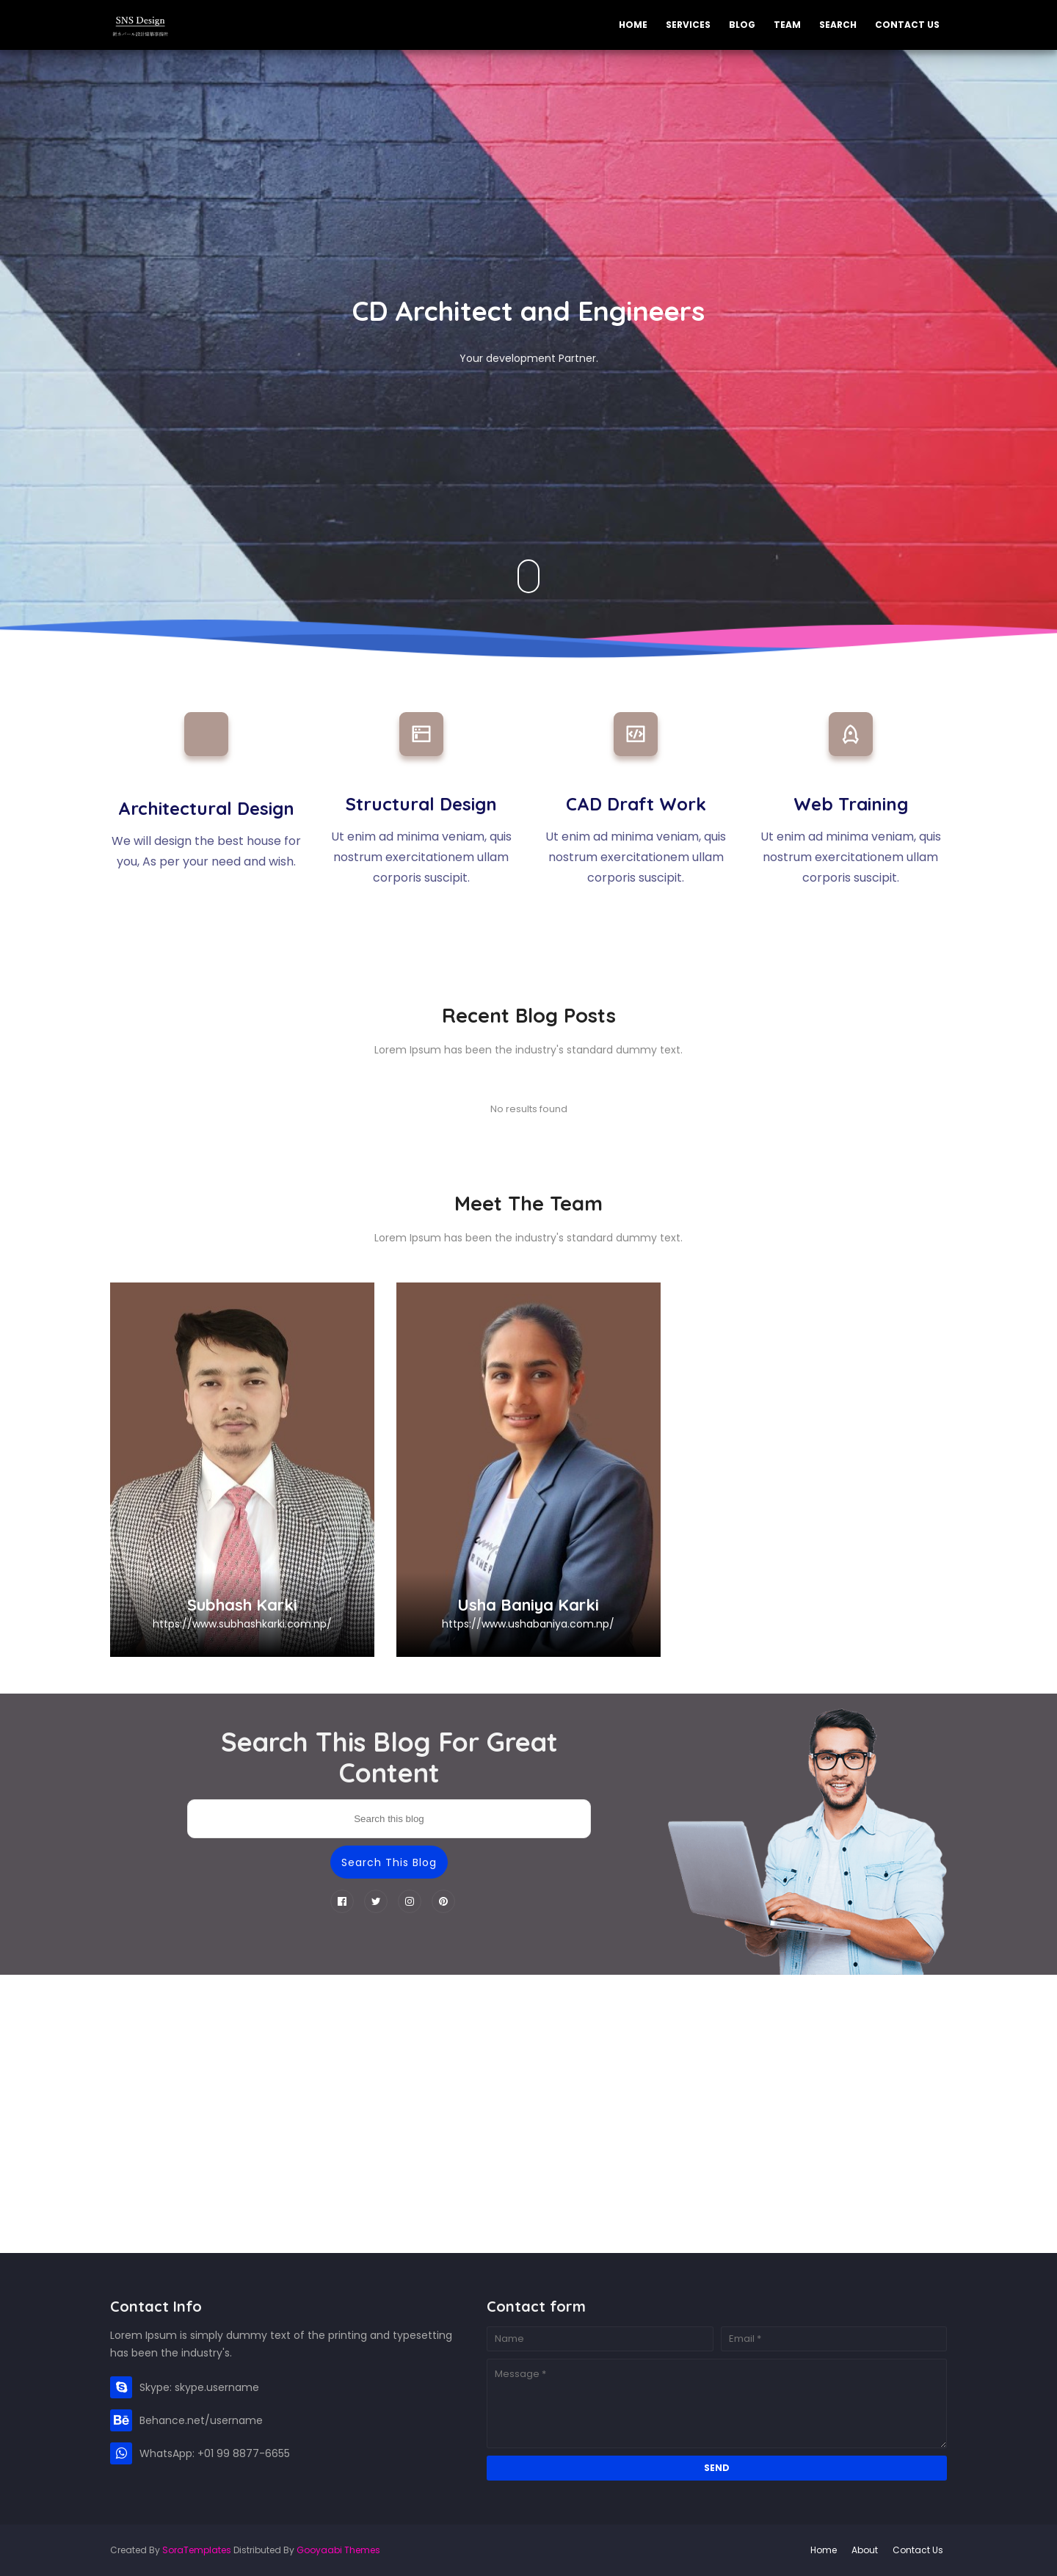 SNS Design
HOME SERVICES BLOG TEAM SEARCH CONTACT US
CD Architect and Engineers
Your development Partner.
Architectural Design
We will design the best house for
you, As per your need and wish.
Structural Design
Ut enim ad minima veniam, quis
nostrum exercitationem ullam
corporis suscipit.
CAD Draft Work
Ut enim ad minima veniam, quis
nostrum exercitationem ullam
corporis suscipit.
Web Training
Ut enim ad minima veniam, quis
nostrum exercitationem ullam
corporis suscipit.
Recent Blog Posts
Lorem Ipsum has been the industry's standard dummy text.
No results found
Meet The Team
Lorem Ipsum has been the industry's standard dummy text.
Subhash Karki
https://www.subhashkarki.com.np/
Usha Baniya Karki
https://www.ushabaniya.com.np/
Search This Blog For Great
Content
Search this blog
Search This Blog
Contact Info
Lorem Ipsum is simply dummy text of the printing and typesetting
has been the industry's.
Skype: skype.username
Behance.net/username
WhatsApp: +01 99 8877-6655
Contact form
Name
Email *
Message *
SEND
Created By SoraTemplates Distributed By Gooyaabi Themes
Home About Contact Us